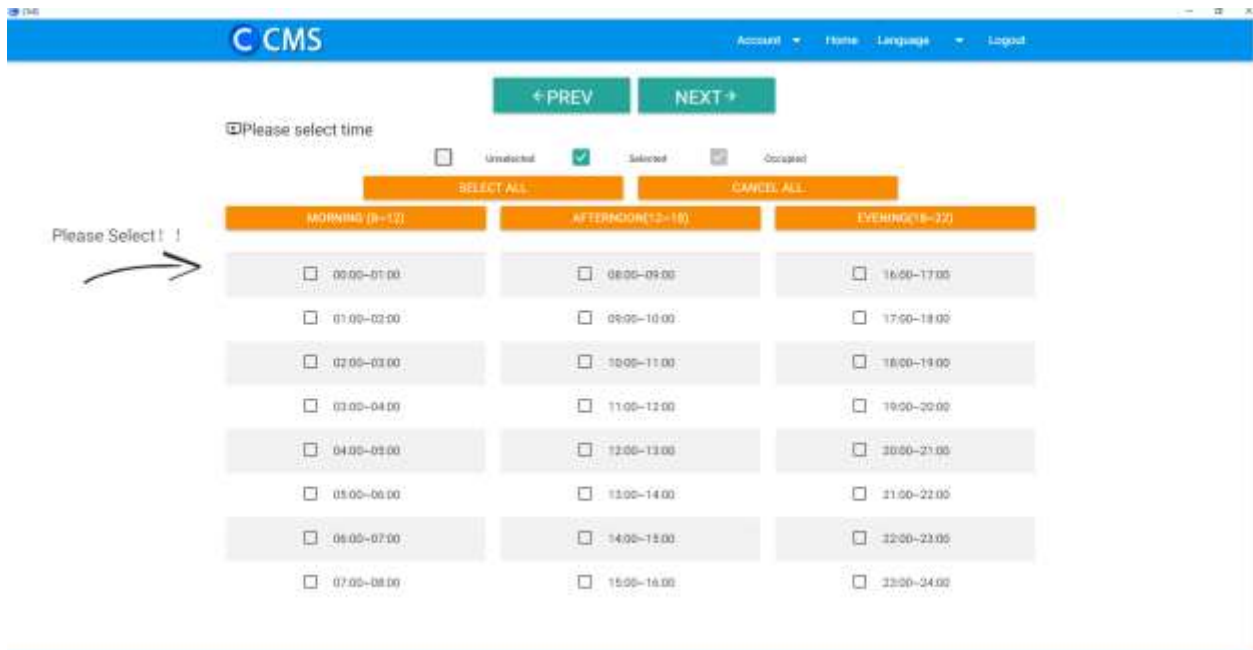 CMS
C CMS
Account Home Language Logout
←PREV NEXT→
Please select time
Unselected Selected Occupied
SELECT ALL CANCEL ALL
MORNING (8~12) AFTERNOON(12~18) EVENING(18~22)
Please Select！！
00:00~01:00 08:00~09:00 16:00~17:00
01:00~02:00 09:00~10:00 17:00~18:00
02:00~03:00 10:00~11:00 18:00~19:00
03:00~04:00 11:00~12:00 19:00~20:00
04:00~05:00 12:00~13:00 20:00~21:00
05:00~06:00 13:00~14:00 21:00~22:00
06:00~07:00 14:00~15:00 22:00~23:00
07:00~08:00 15:00~16:00 23:00~24:00